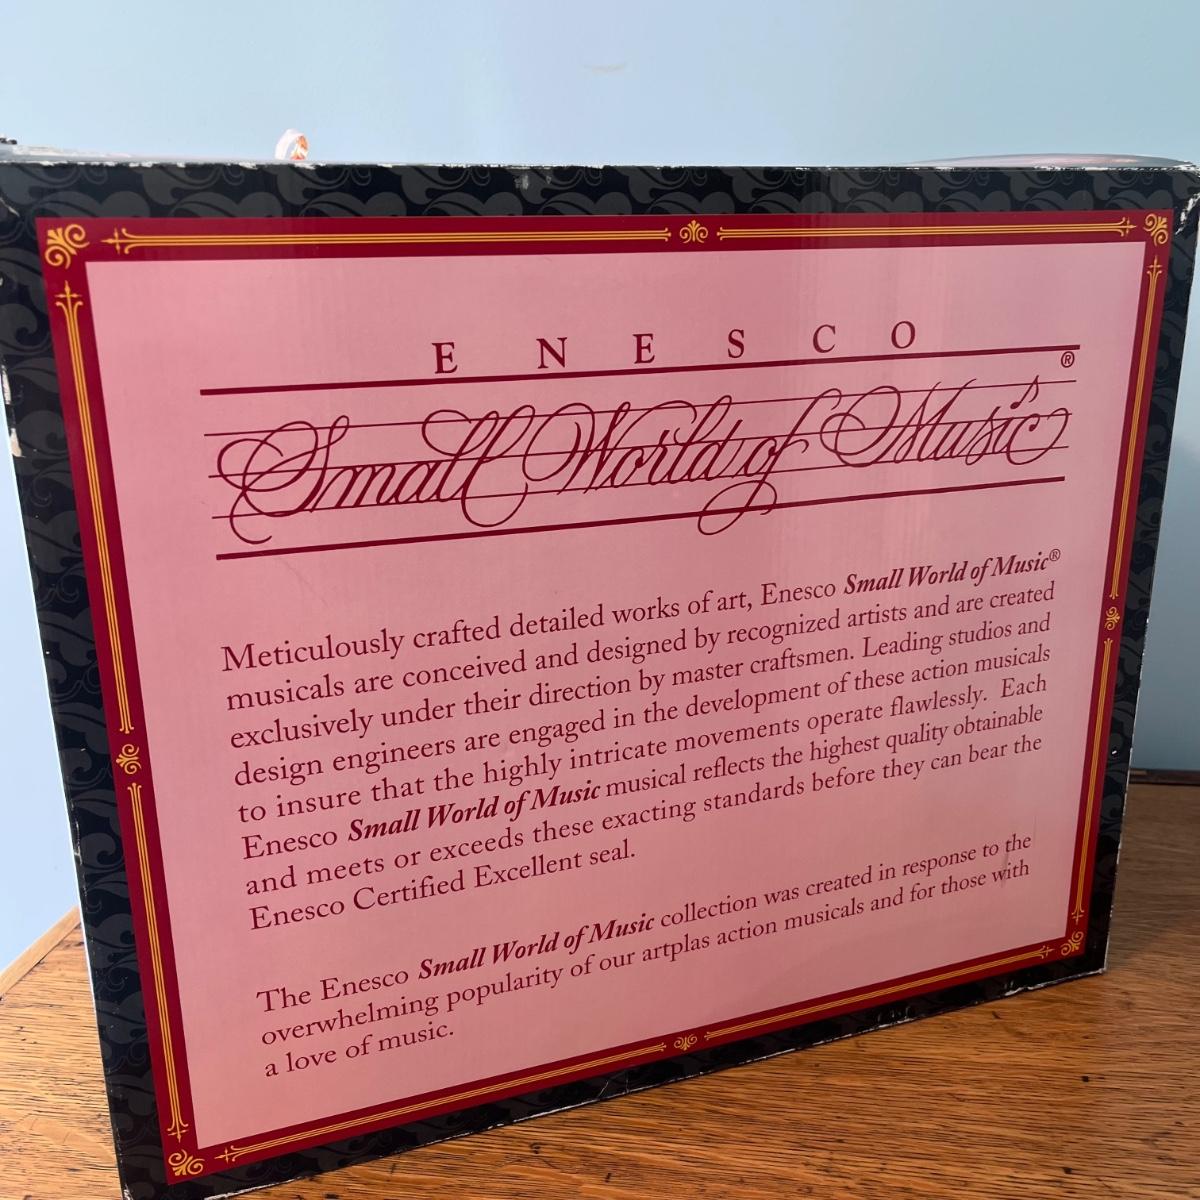 ENESCO
Small World of Music®
Meticulously crafted detailed works of art, Enesco Small World of Music®
musicals are conceived and designed by recognized artists and are created
exclusively under their direction by master craftsmen. Leading studios and
design engineers are engaged in the development of these action musicals
to insure that the highly intricate movements operate flawlessly. Each
Enesco Small World of Music musical reflects the highest quality obtainable
and meets or exceeds these exacting standards before they can bear the
Enesco Certified Excellent seal.
The Enesco Small World of Music collection was created in response to the
overwhelming popularity of our artplas action musicals and for those with
a love of music.